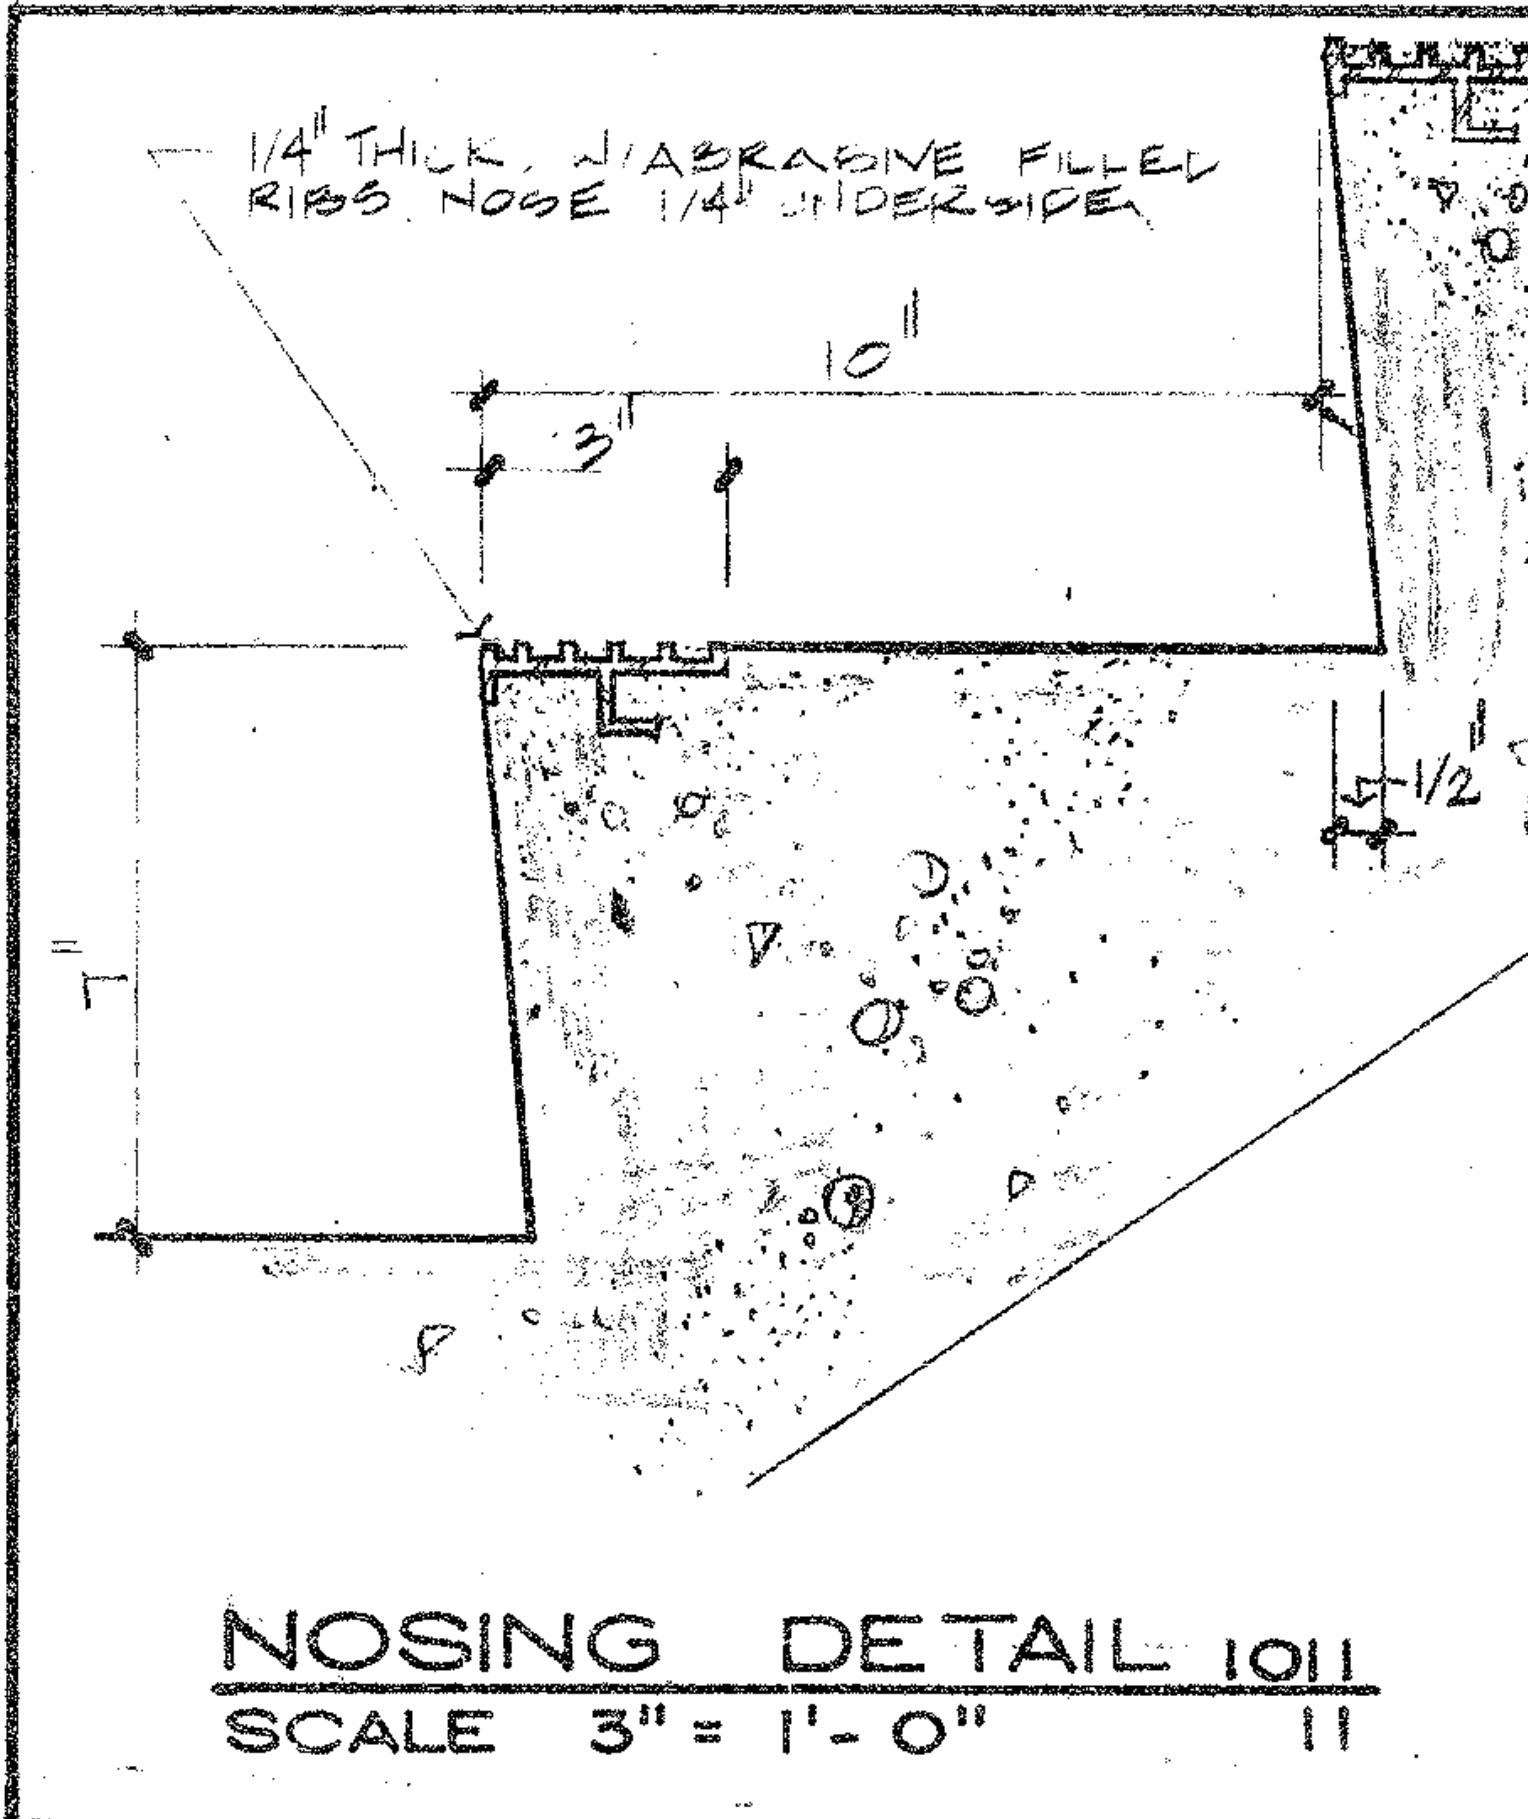 1/4" THICK. W/ABRASIVE FILLED
RIBS. NOSE 1/4" UNDERSIDE
10"
3"
7"
1/2"
NOSING DETAIL 1011
SCALE 3" = 1'-0" 11